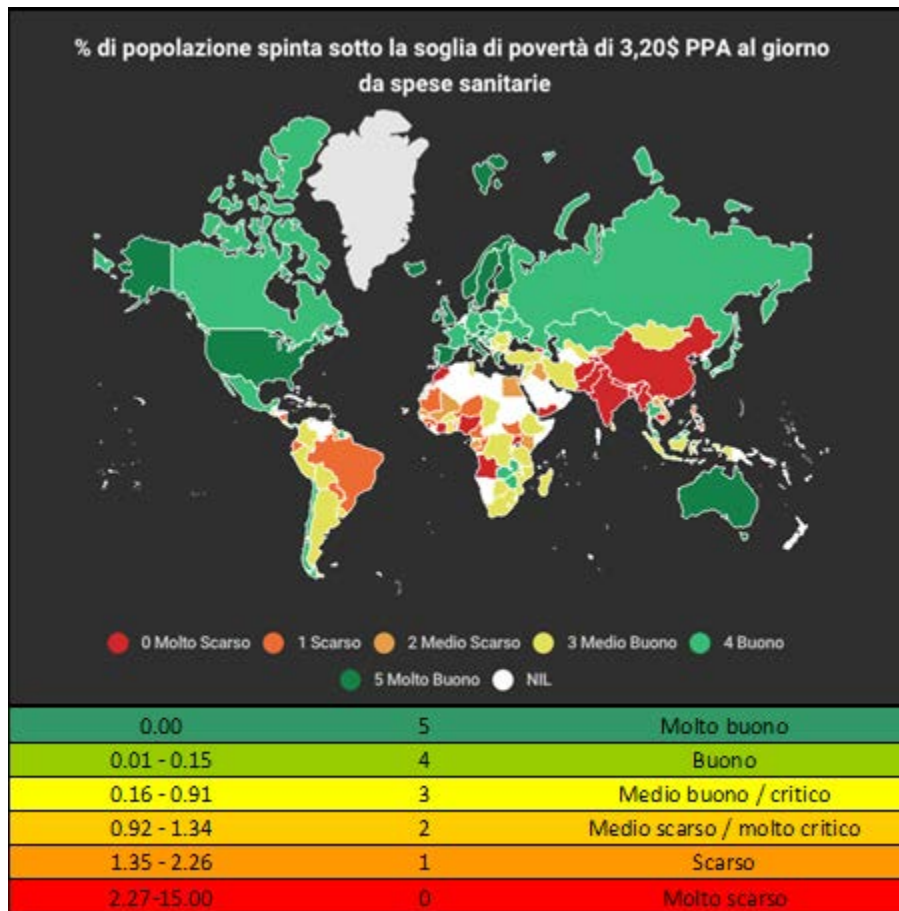 % di popolazione spinta sotto la soglia di povertà di 3,20$ PPA al giorno
da spese sanitarie
0 Molto Scarso 1 Scarso 2 Medio Scarso 3 Medio Buono 4 Buono
5 Molto Buono NIL
0.00 5 Molto buono
0.01 - 0.15 4 Buono
0.16 - 0.91 3 Medio buono / critico
0.92 - 1.34 2 Medio scarso / molto critico
1.35 - 2.26 1 Scarso
2.27-15.00 0 Molto scarso